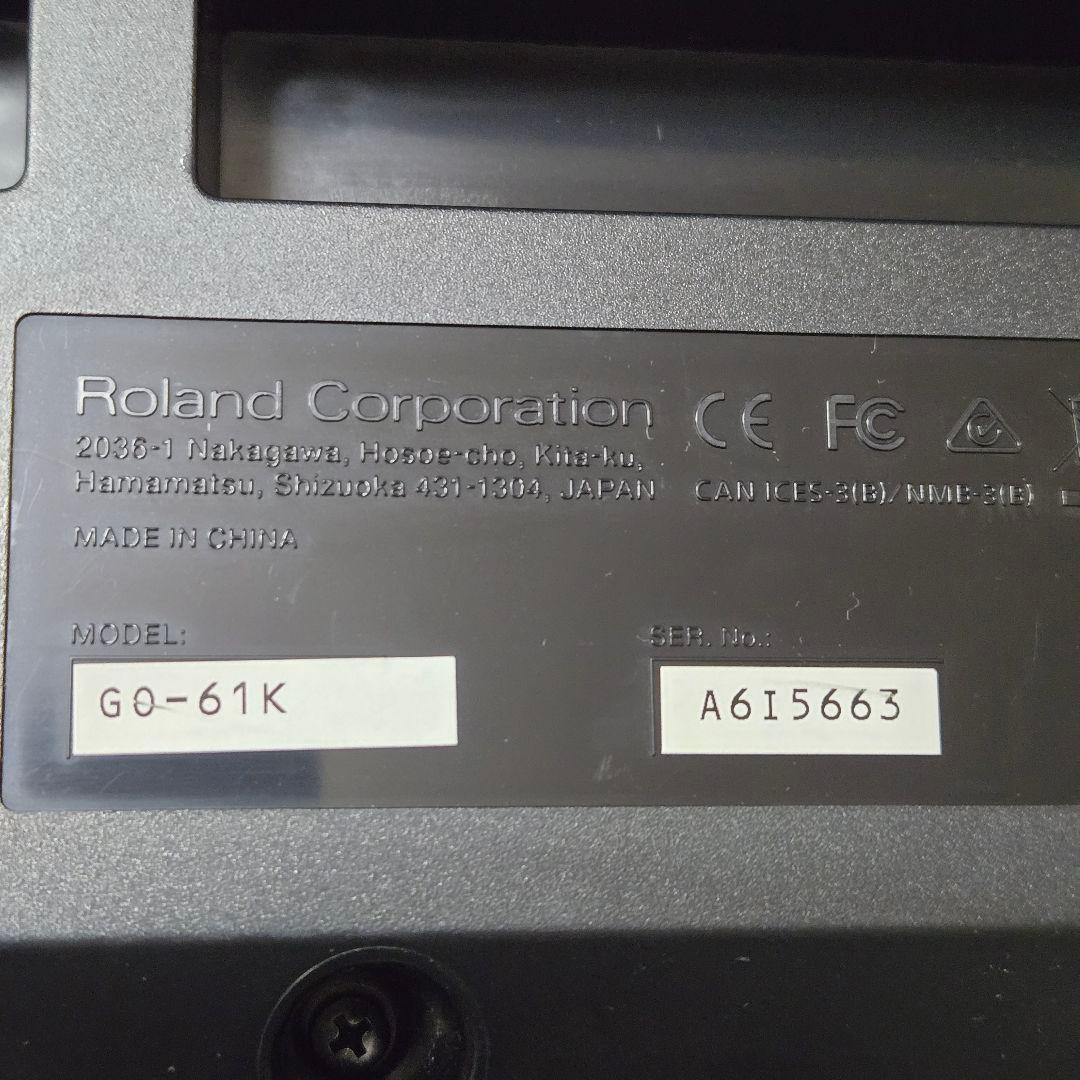 Roland Corporation
2036-1 Nakagawa, Hosoe-cho, Kita-ku,
Hamamatsu, Shizuoka 431-1304, JAPAN
MADE IN CHINA
CE FC
CAN ICES-3(B)/NMB-3(B)
MODEL:
GO-61K
SER. No.:
A6I5663